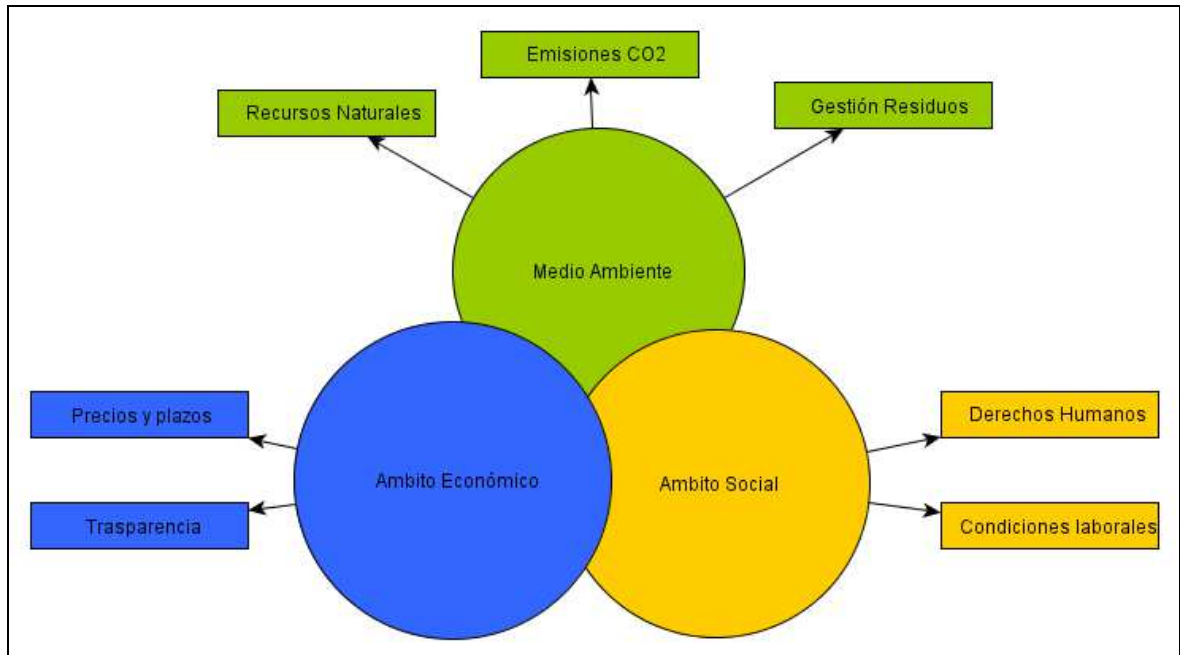 Emisiones CO2
Recursos Naturales
Gestión Residuos
Medio Ambiente
Precios y plazos
Derechos Humanos
Ambito Económico
Ambito Social
Trasparencia
Condiciones laborales